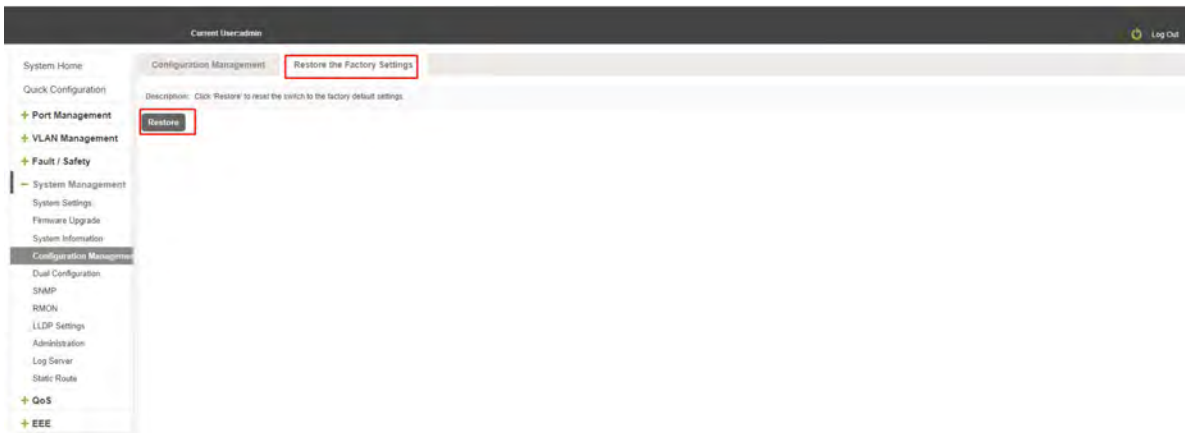 Current User:admin
Log Out
System Home
Quick Configuration
+ Port Management
+ VLAN Management
+ Fault / Safety
− System Management
System Settings
Firmware Upgrade
System Information
Configuration Managemen
Dual Configuration
SNMP
RMON
LLDP Settings
Administration
Log Server
Static Route
+ QoS
+ EEE
Configuration Management
Restore the Factory Settings
Description: Click 'Restore' to reset the switch to the factory default settings.
Restore